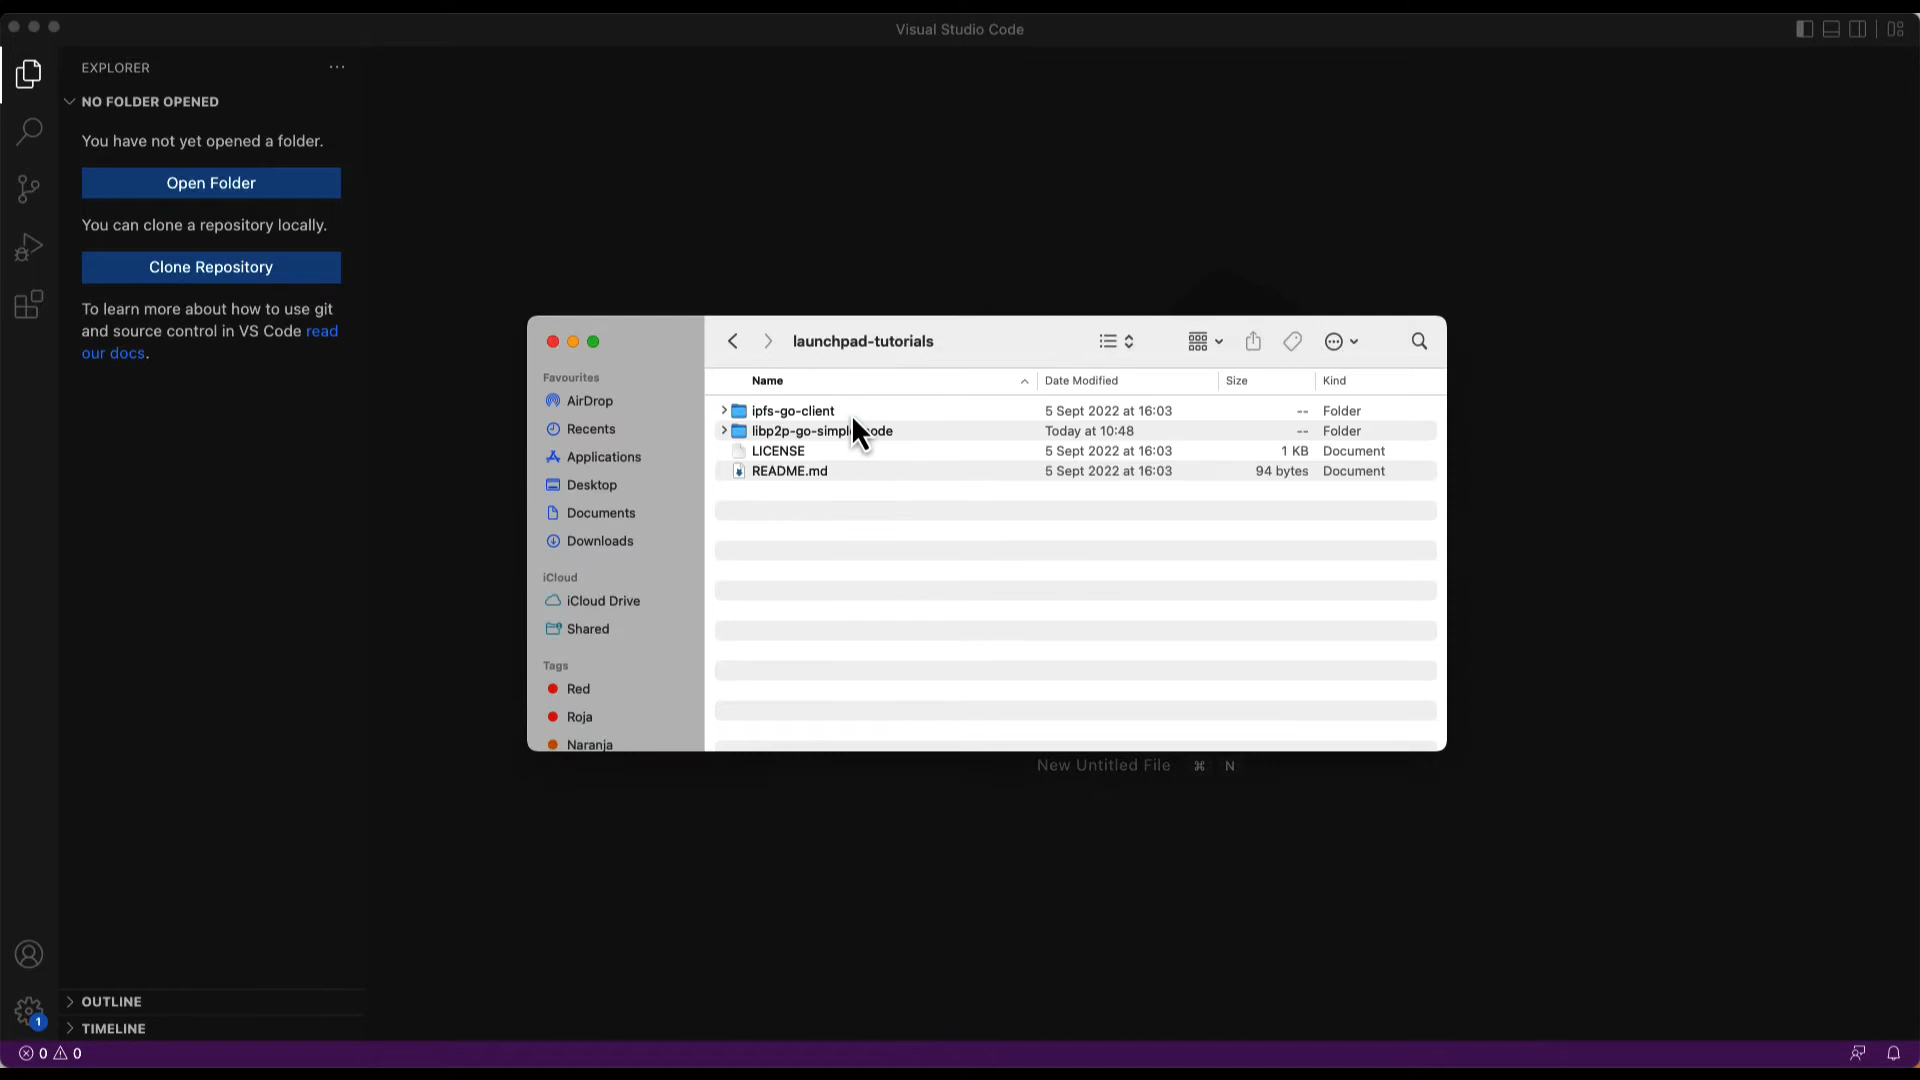 Visual Studio Code
EXPLORER
NO FOLDER OPENED
You have not yet opened a folder.
Open Folder
You can clone a repository locally.
Clone Repository
To learn more about how to use git
and source control in VS Code read
our docs.
OUTLINE
TIMELINE
1
0 0
launchpad-tutorials
Favourites
AirDrop
Recents
Applications
Desktop
Documents
Downloads
iCloud
iCloud Drive
Shared
Tags
Red
Roja
Naranja
Name Date Modified Size Kind
ipfs-go-client 5 Sept 2022 at 16:03 -- Folder
Today at 10:48 -- Folder
LICENSE 5 Sept 2022 at 16:03 1 KB Document
README.md 5 Sept 2022 at 16:03 94 bytes Document
New Untitled File ⌘ N